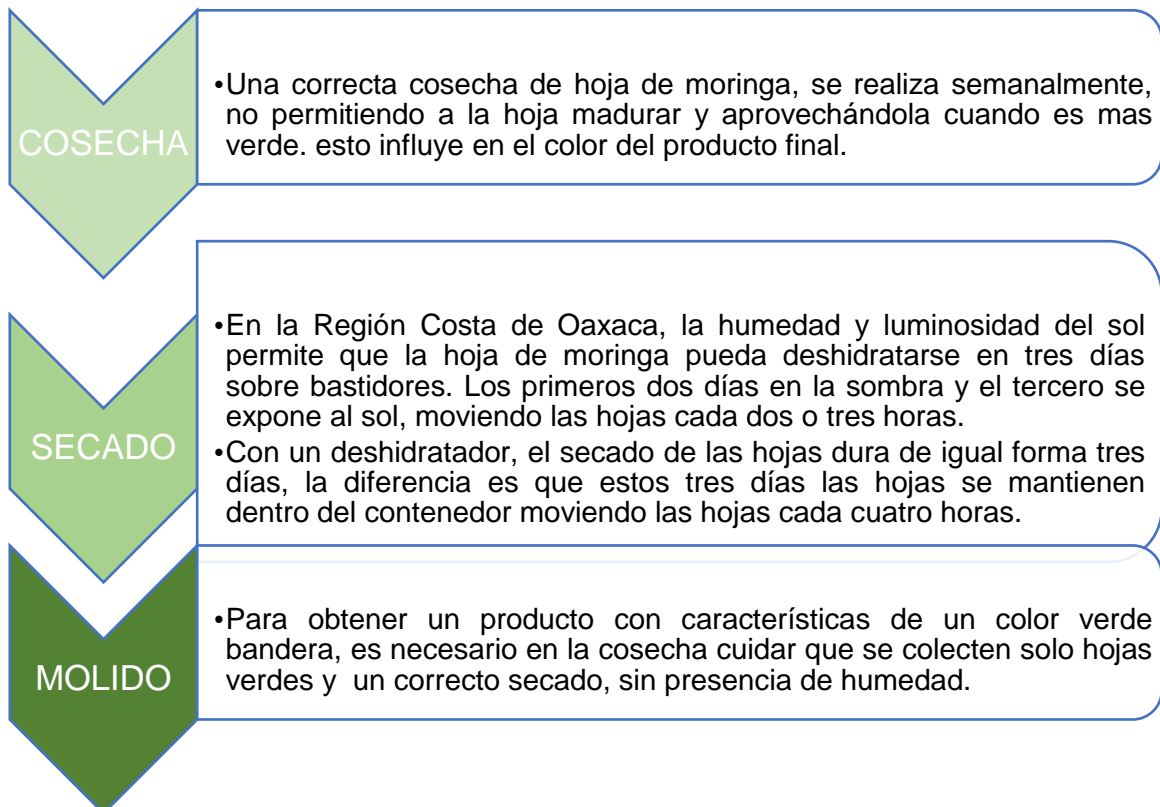 COSECHA
•Una correcta cosecha de hoja de moringa, se realiza semanalmente,
no permitiendo a la hoja madurar y aprovechándola cuando es mas
verde. esto influye en el color del producto final.
SECADO
•En la Región Costa de Oaxaca, la humedad y luminosidad del sol
permite que la hoja de moringa pueda deshidratarse en tres días
sobre bastidores. Los primeros dos días en la sombra y el tercero se
expone al sol, moviendo las hojas cada dos o tres horas.
•Con un deshidratador, el secado de las hojas dura de igual forma tres
días, la diferencia es que estos tres días las hojas se mantienen
dentro del contenedor moviendo las hojas cada cuatro horas.
MOLIDO
•Para obtener un producto con características de un color verde
bandera, es necesario en la cosecha cuidar que se colecten solo hojas
verdes y  un correcto secado, sin presencia de humedad.